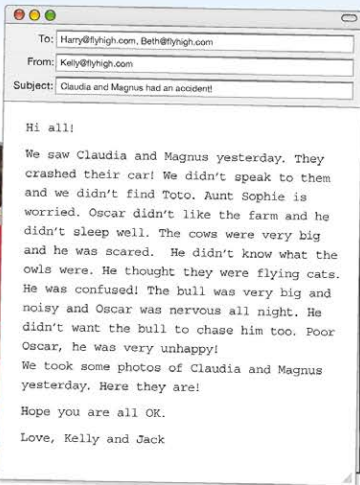 To: Harry@flyhigh.com, Beth@flyhigh.com
From: Kelly@flyhigh.com
Subject: Claudia and Magnus had an accident!
Hi all!
We saw Claudia and Magnus yesterday. They
crashed their car! We didn't speak to them
and we didn't find Toto. Aunt Sophie is
worried. Oscar didn't like the farm and he
didn't sleep well. The cows were very big
and he was scared. He didn't know what the
owls were. He thought they were flying cats.
He was confused! The bull was very big and
noisy and Oscar was nervous all night. He
didn't want the bull to chase him too. Poor
Oscar, he was very unhappy!
We took some photos of Claudia and Magnus
yesterday. Here they are!
Hope you are all OK.
Love, Kelly and Jack